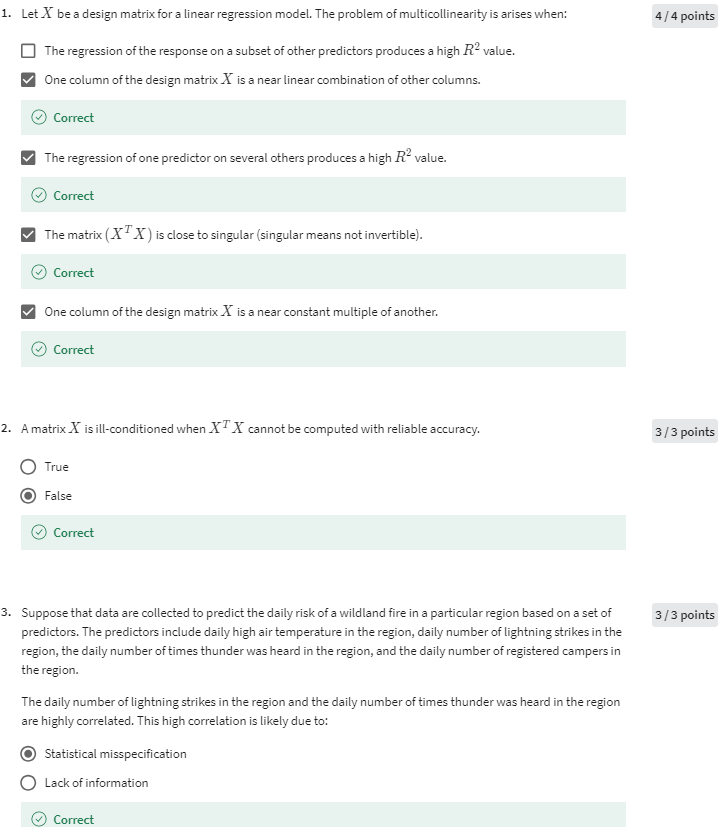 1. Let X be a design matrix for a linear regression model. The problem of multicollinearity is arises when:
4 / 4 points
The regression of the response on a subset of other predictors produces a high R² value.
One column of the design matrix X is a near linear combination of other columns.
Correct
The regression of one predictor on several others produces a high R² value.
Correct
The matrix (XᵀX) is close to singular (singular means not invertible).
Correct
One column of the design matrix X is a near constant multiple of another.
Correct
2. A matrix X is ill-conditioned when XᵀX cannot be computed with reliable accuracy.
3 / 3 points
True
False
Correct
3. Suppose that data are collected to predict the daily risk of a wildland fire in a particular region based on a set of
3 / 3 points
predictors. The predictors include daily high air temperature in the region, daily number of lightning strikes in the
region, the daily number of times thunder was heard in the region, and the daily number of registered campers in
the region.
The daily number of lightning strikes in the region and the daily number of times thunder was heard in the region
are highly correlated. This high correlation is likely due to:
Statistical misspecification
Lack of information
Correct